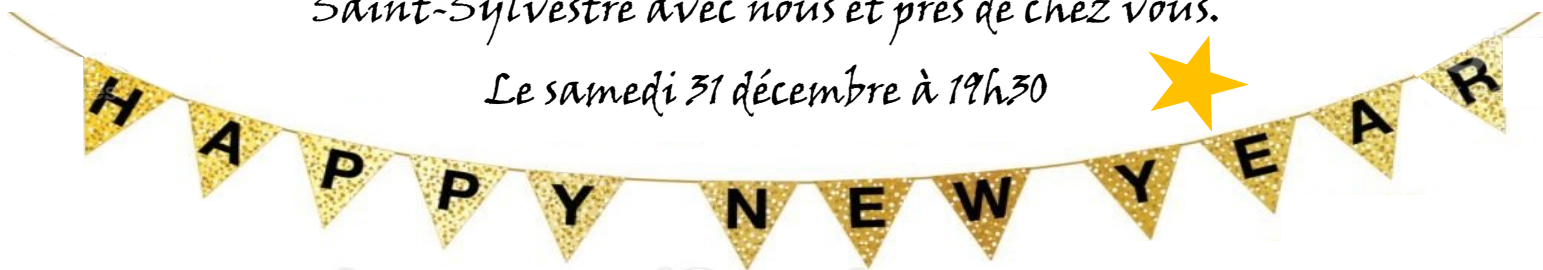 Saint-Sylvestre avec nous et près de chez vous.
Le samedi 31 décembre à 19h30
HAPPY NEW YEAR